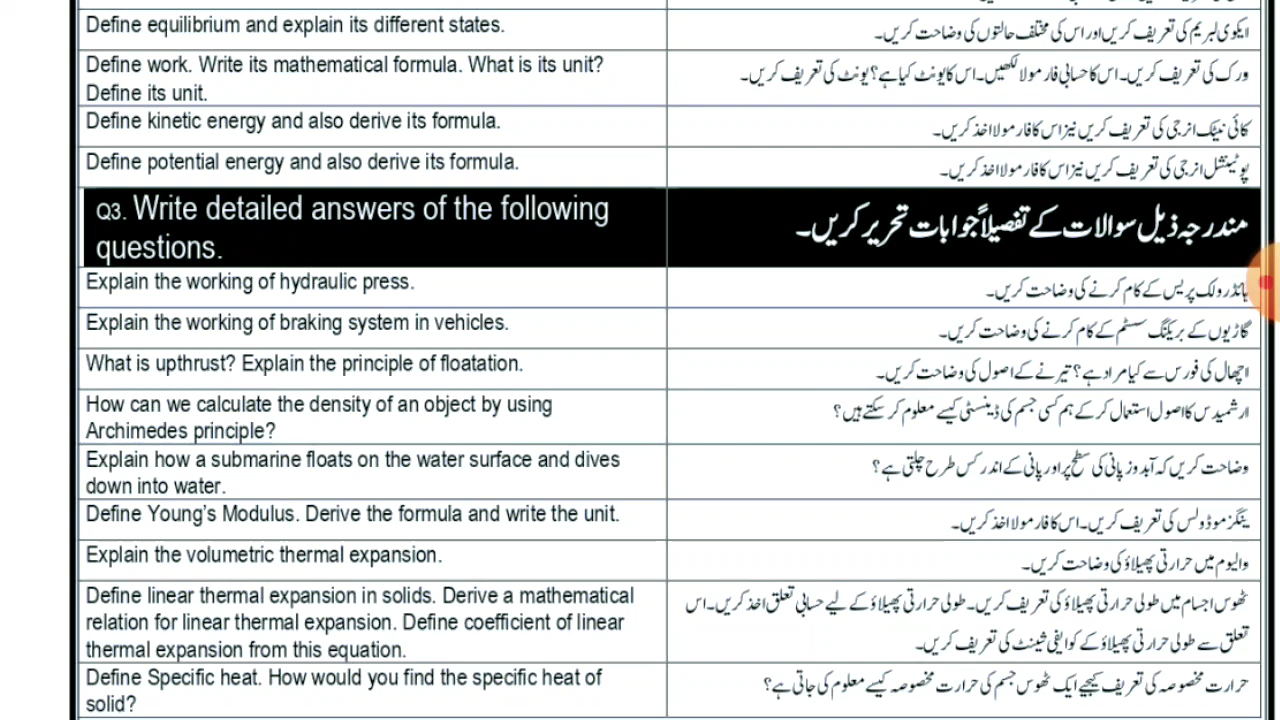 Define equilibrium and explain its different states.
ایکوی لبریم کی تعریف کریں اور اس کی مختلف حالتوں کی وضاحت کریں۔
Define work. Write its mathematical formula. What is its unit?
Define its unit.
ورک کی تعریف کریں۔ اس کا حسابی فارمولا لکھیں۔ اس کا یونٹ کیا ہے؟ یونٹ کی تعریف کریں۔
Define kinetic energy and also derive its formula.
کائی نیٹک انرجی کی تعریف کریں نیز اس کا فارمولا اخذ کریں۔
Define potential energy and also derive its formula.
پوٹینشل انرجی کی تعریف کریں نیز اس کا فارمولا اخذ کریں۔
Q3. Write detailed answers of the following
questions.
مندرجہ ذیل سوالات کے تفصیلاً جوابات تحریر کریں۔
Explain the working of hydraulic press.
ہائڈرولک پریس کے کام کرنے کی وضاحت کریں۔
Explain the working of braking system in vehicles.
گاڑیوں کے بریکنگ سسٹم کے کام کرنے کی وضاحت کریں۔
What is upthrust? Explain the principle of floatation.
اچھال کی فورس سے کیا مراد ہے؟ تیرنے کے اصول کی وضاحت کریں۔
How can we calculate the density of an object by using
Archimedes principle?
ارشمیدس کا اصول استعمال کر کے ہم کسی جسم کی ڈینسٹی کیسے معلوم کر سکتے ہیں؟
Explain how a submarine floats on the water surface and dives
down into water.
وضاحت کریں کہ آبدوز پانی کی سطح پر اور پانی کے اندر کس طرح چلتی ہے؟
Define Young’s Modulus. Derive the formula and write the unit.
ینگز موڈولس کی تعریف کریں۔ اس کا فارمولا اخذ کریں۔
Explain the volumetric thermal expansion.
والیوم میں حرارتی پھیلاؤ کی وضاحت کریں۔
Define linear thermal expansion in solids. Derive a mathematical
relation for linear thermal expansion. Define coefficient of linear
thermal expansion from this equation.
ٹھوس اجسام میں طولی حرارتی پھیلاؤ کی تعریف کریں۔ طولی حرارتی پھیلاؤ کے لیے حسابی تعلق اخذ کریں۔ اس
تعلق سے طولی حرارتی پھیلاؤ کے کوایفی شینٹ کی تعریف کریں۔
Define Specific heat. How would you find the specific heat of
solid?
حرارت مخصوصہ کی تعریف کیجیے ایک ٹھوس جسم کی حرارت مخصوصہ کیسے معلوم کی جاتی ہے؟